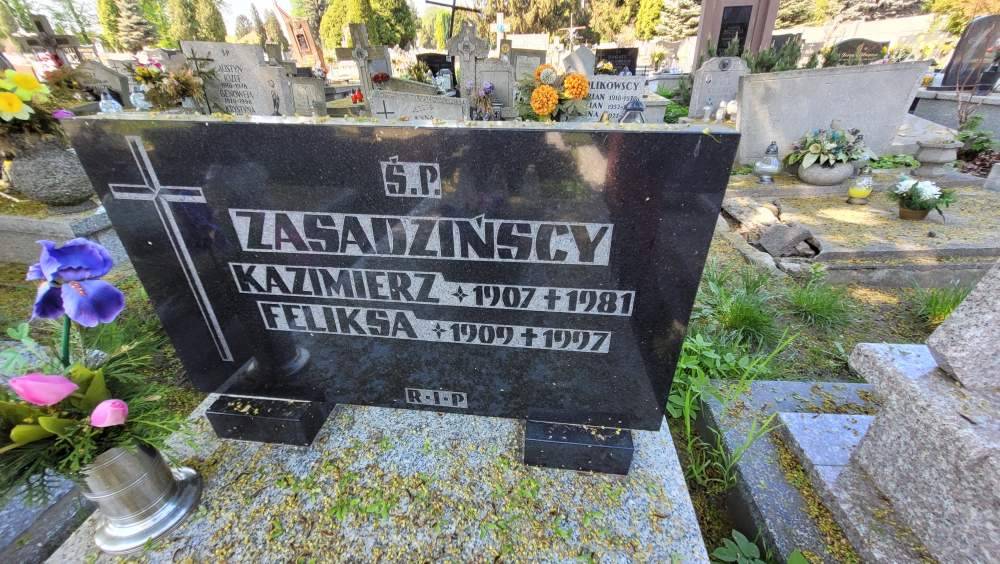 Ś.P.
ZASADZIŃSCY
KAZIMIERZ ✧ 1907 ✝ 1981
FELIKSA ✧ 1909 ✝ 1997
R·I·P